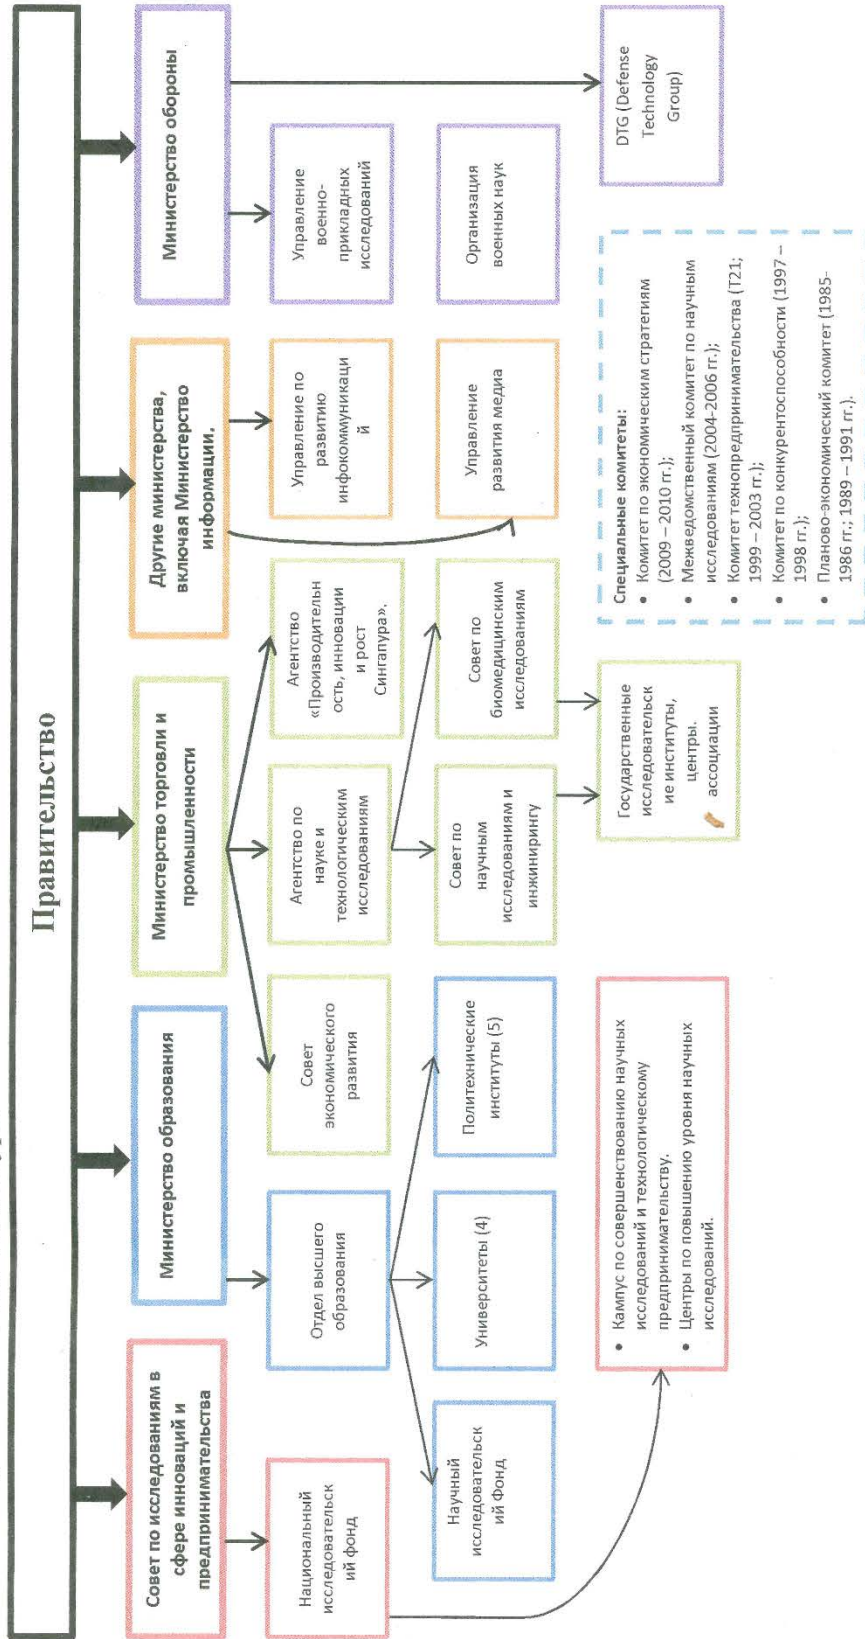 Правительство
Совет по исследованиям в
сфере инноваций и
предпринимательства
Министерство образования
Министерство торговли и
промышленности
Другие министерства,
включая Министерство
информации.
Министерство обороны
Национальный
исследовательск
ий фонд
Отдел высшего
образования
Совет
экономического
развития
Агентство по
науке и
технологическим
исследованиям
Агентство
«Производительн
ость, инновации
и рост
Сингапура».
Управление по
развитию
инфокоммуникаци
й
Управление
военно-
прикладных
исследований
Научный
исследовательск
ий Фонд
Университеты (4)
Политехнические
институты (5)
Совет по
научным
исследованиям и
инжинирингу
Совет по
биомедицинским
исследованиям
Управление
развития медиа
Организация
военных наук
• Кампус по совершенствованию научных
исследований и технологическому
предпринимательству.
• Центры по повышению уровня научных
исследований.
Государственные
исследовательск
ие институты,
центры.
ассоциации
Специальные комитеты:
• Комитет по экономическим стратегиям
(2009 – 2010 гг.);
• Межведомственный комитет по научным
исследованиям (2004-2006 гг.);
• Комитет технопредпринимательства (Т21;
1999 – 2003 гг.);
• Комитет по конкурентоспособности (1997 –
1998 гг.);
• Планово-экономический комитет (1985-
1986 гг.; 1989 – 1991 гг.).
DTG (Defense
Technology
Group)